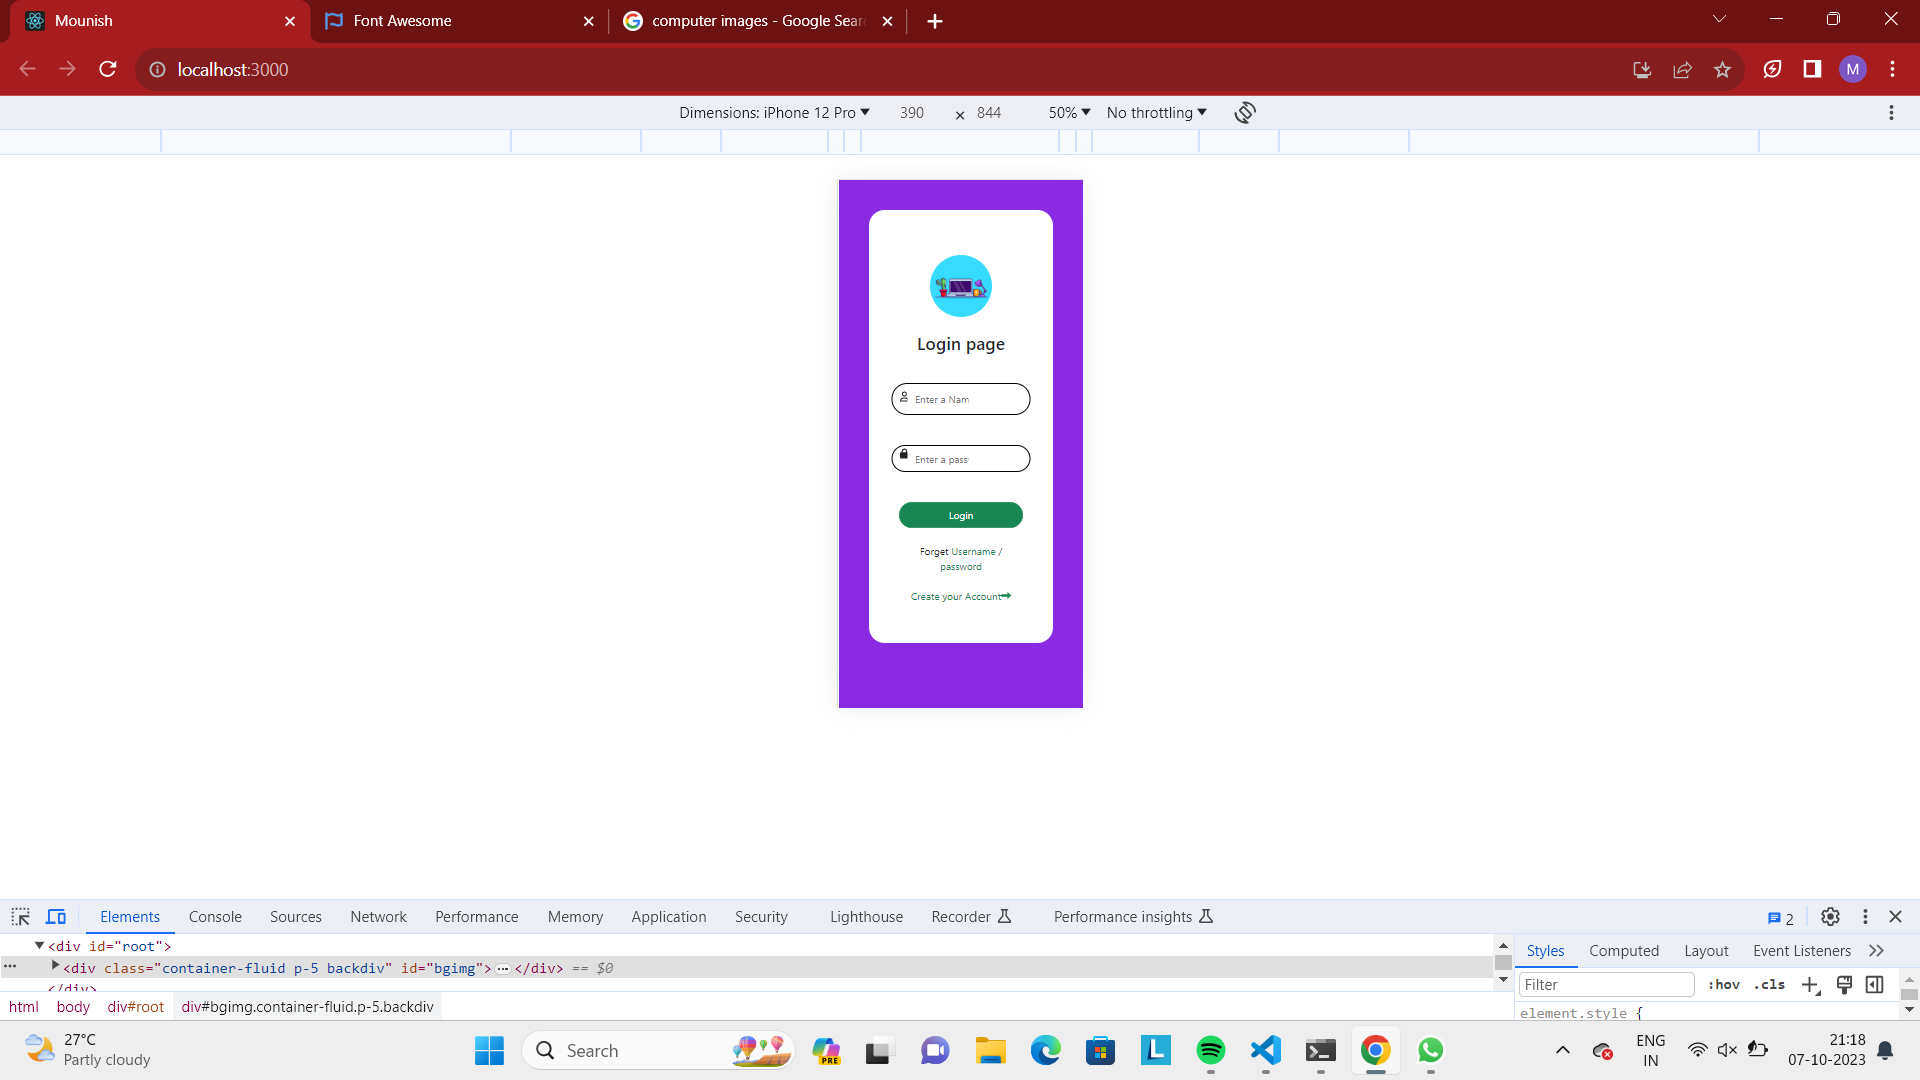 Mounish
Font Awesome
computer images - Google Sear
localhost:3000
M
Dimensions: iPhone 12 Pro 390 × 844 50% No throttling
Login page
Enter a Nam
Enter a pass
Login
Forget Username /
password
Create your Account
Elements Console Sources Network Performance Memory Application Security Lighthouse Recorder Performance insights 2
<div id="root">
<div class="container-fluid p-5 backdiv" id="bgimg">…</div> == $0
</div>
html body div#root div#bgimg.container-fluid.p-5.backdiv
Styles Computed Layout Event Listeners
Filter :hov .cls
element.style {
27°C
Partly cloudy
Search
PRE
L
ENG
IN
21:18
07-10-2023